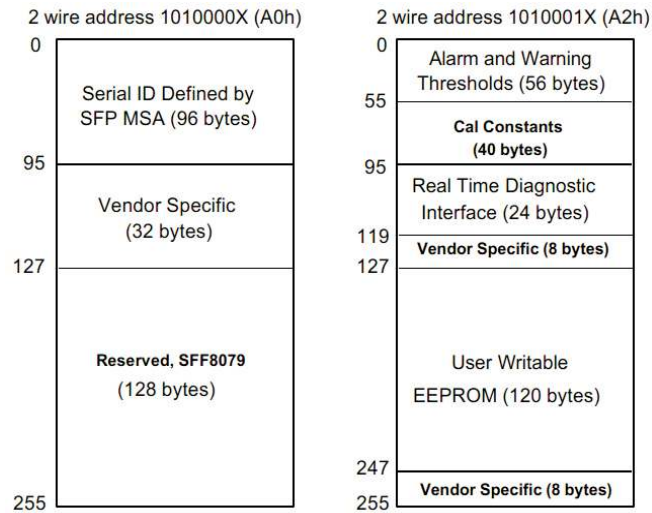 2 wire address 1010000X (A0h)
0
Serial ID Defined by
SFP MSA (96 bytes)
95
Vendor Specific
(32 bytes)
127
Reserved, SFF8079
(128 bytes)
255
2 wire address 1010001X (A2h)
0
Alarm and Warning
Thresholds (56 bytes)
55
Cal Constants
(40 bytes)
95
Real Time Diagnostic
Interface (24 bytes)
119
Vendor Specific (8 bytes)
127
User Writable
EEPROM (120 bytes)
247
Vendor Specific (8 bytes)
255